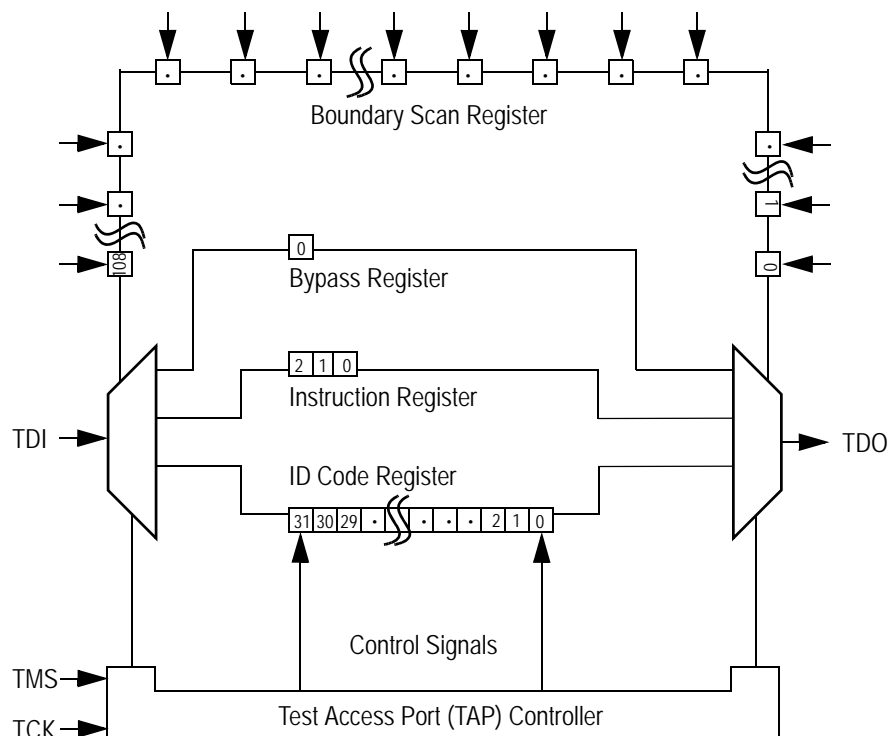 · · · · · · · ·
Boundary Scan Register
· ·
· 1
108 0
0
Bypass Register
2 1 0
Instruction Register
TDI TDO
ID Code Register
31 30 29 · · · · 2 1 0
Control Signals
TMS
Test Access Port (TAP) Controller
TCK